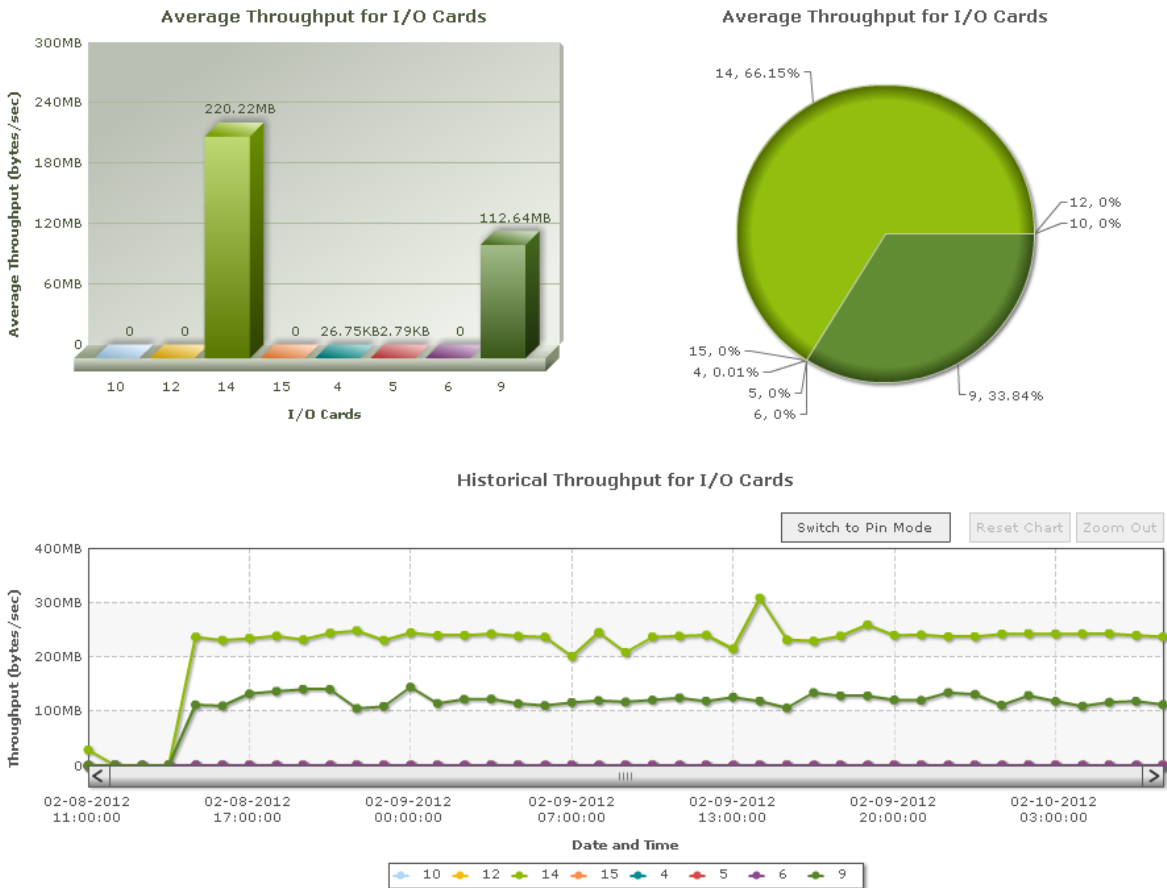 Average Throughput for I/O Cards
300MB
240MB
180MB
120MB
60MB
0
Average Throughput (bytes/sec)
220.22MB
112.64MB
0
0
0
26.75KB
2.79KB
0
10
12
14
15
4
5
6
9
I/O Cards
Average Throughput for I/O Cards
14, 66.15%
12, 0%
10, 0%
15, 0%
4, 0.01%
5, 0%
6, 0%
9, 33.84%
Historical Throughput for I/O Cards
Switch to Pin Mode
Reset Chart
Zoom Out
400MB
300MB
200MB
100MB
0
Throughput (bytes/sec)
02-08-2012 11:00:00
02-08-2012 17:00:00
02-09-2012 00:00:00
02-09-2012 07:00:00
02-09-2012 13:00:00
02-09-2012 20:00:00
02-10-2012 03:00:00
Date and Time
10
12
14
15
4
5
6
9